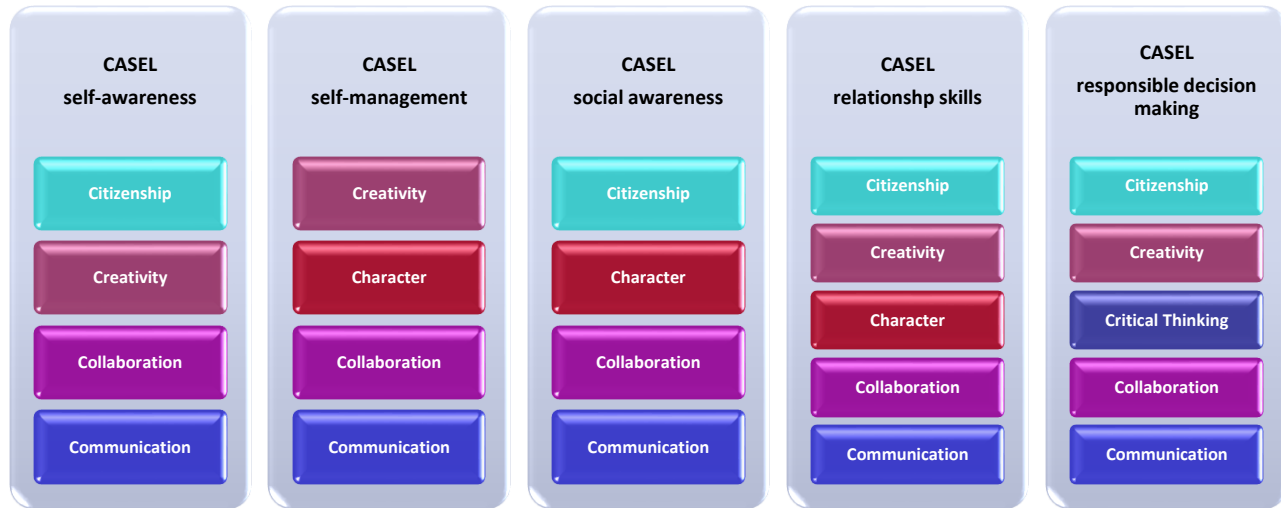 CASEL
self-awareness
Citizenship
Creativity
Collaboration
Communication
CASEL
self-management
Creativity
Character
Collaboration
Communication
CASEL
social awareness
Citizenship
Character
Collaboration
Communication
CASEL
relationshp skills
Citizenship
Creativity
Character
Collaboration
Communication
CASEL
responsible decision
making
Citizenship
Creativity
Critical Thinking
Collaboration
Communication